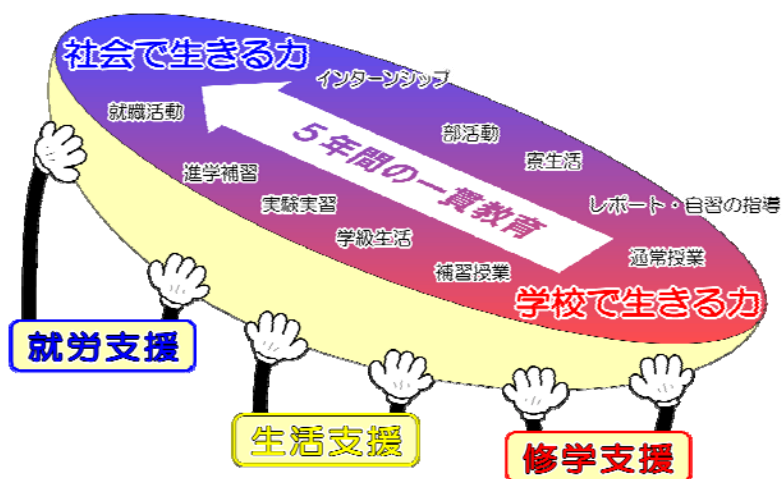 社会で生きる力
インターンシップ
就職活動
部活動
寮生活
5年間の一貫教育
進学補習
実験実習
レポート・自習の指導
学級生活
通常授業
補習授業
学校で生きる力
就労支援
生活支援
修学支援